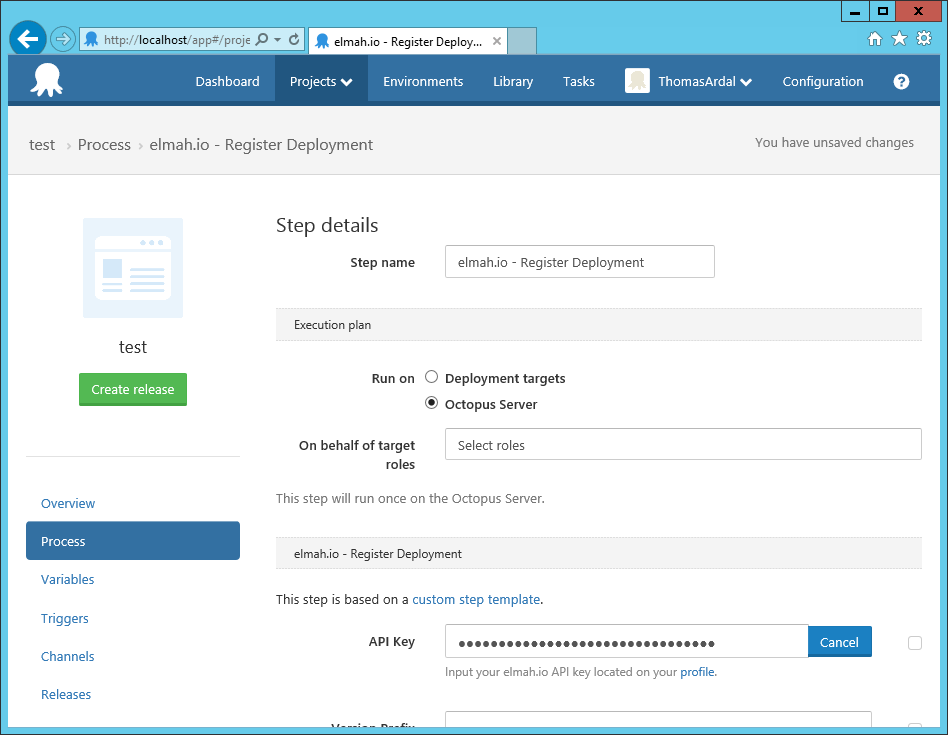 http://localhost/app#/proje
elmah.io - Register Deploy...
Dashboard Projects Environments Library Tasks ThomasArdal Configuration ?
test › Process › elmah.io - Register Deployment
You have unsaved changes
test
Create release
Overview
Process
Variables
Triggers
Channels
Releases
Step details
Step name elmah.io - Register Deployment
Execution plan
Run on Deployment targets
Octopus Server
On behalf of target
roles
Select roles
This step will run once on the Octopus Server.
elmah.io - Register Deployment
This step is based on a custom step template.
API Key Cancel
Input your elmah.io API key located on your profile.
Version Prefix